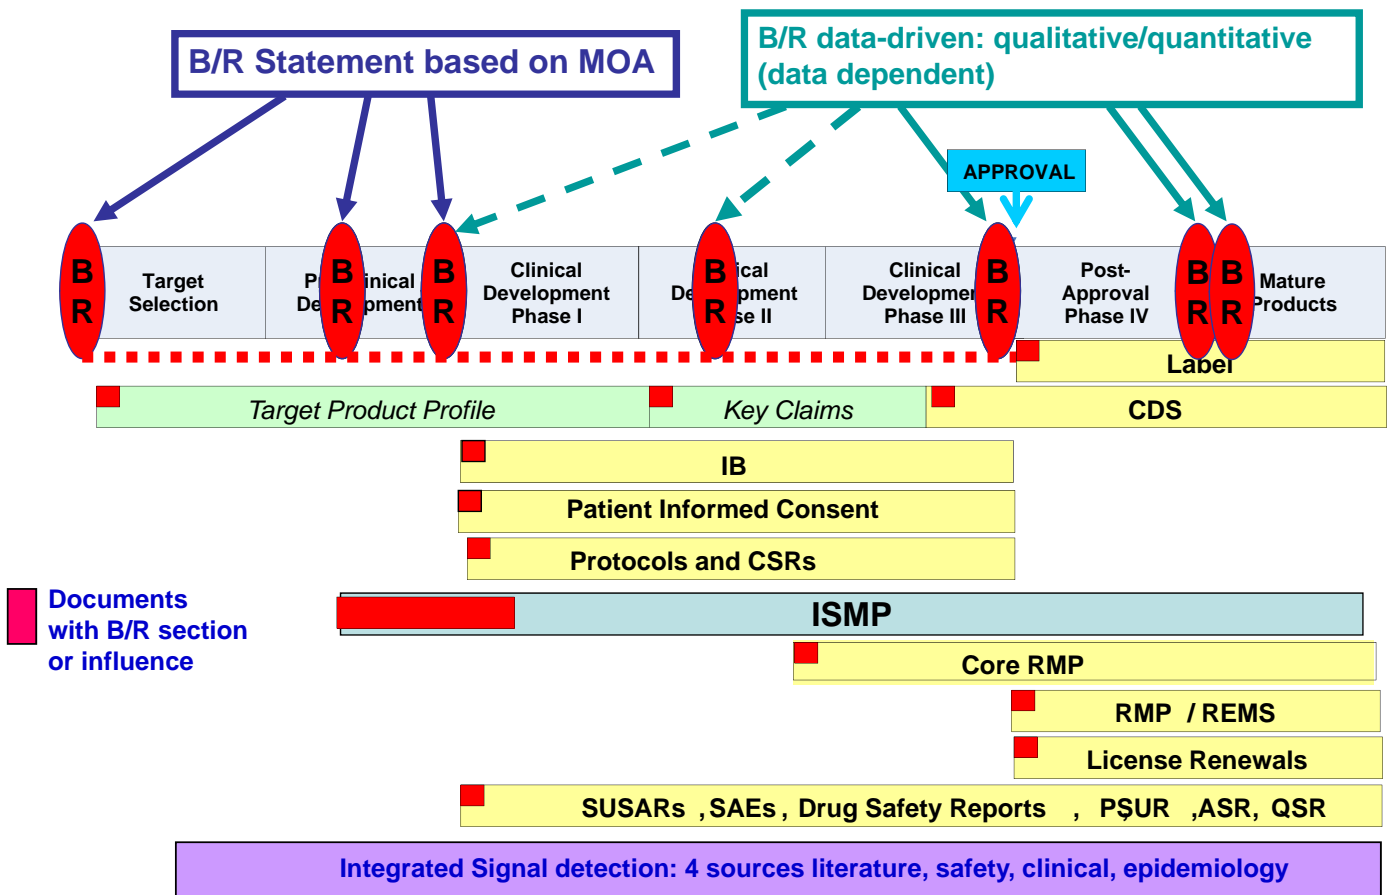 B/R Statement based on MOA
B/R data-driven: qualitative/quantitative
(data dependent)
APPROVAL
B
R
Target
Selection
B
R
B
R
Clinical
Development
Phase I
B
R
Clinical
Development
Phase III
B
R
Post-
Approval
Phase IV
B
R
B
R
Mature
Products
Label
Target Product Profile
Key Claims
CDS
IB
Patient Informed Consent
Protocols and CSRs
Documents
with B/R section
or influence
ISMP
Core RMP
RMP / REMS
License Renewals
SUSARs , SAEs , Drug Safety Reports , PSUR , ASR, QSR
Integrated Signal detection: 4 sources literature, safety, clinical, epidemiology